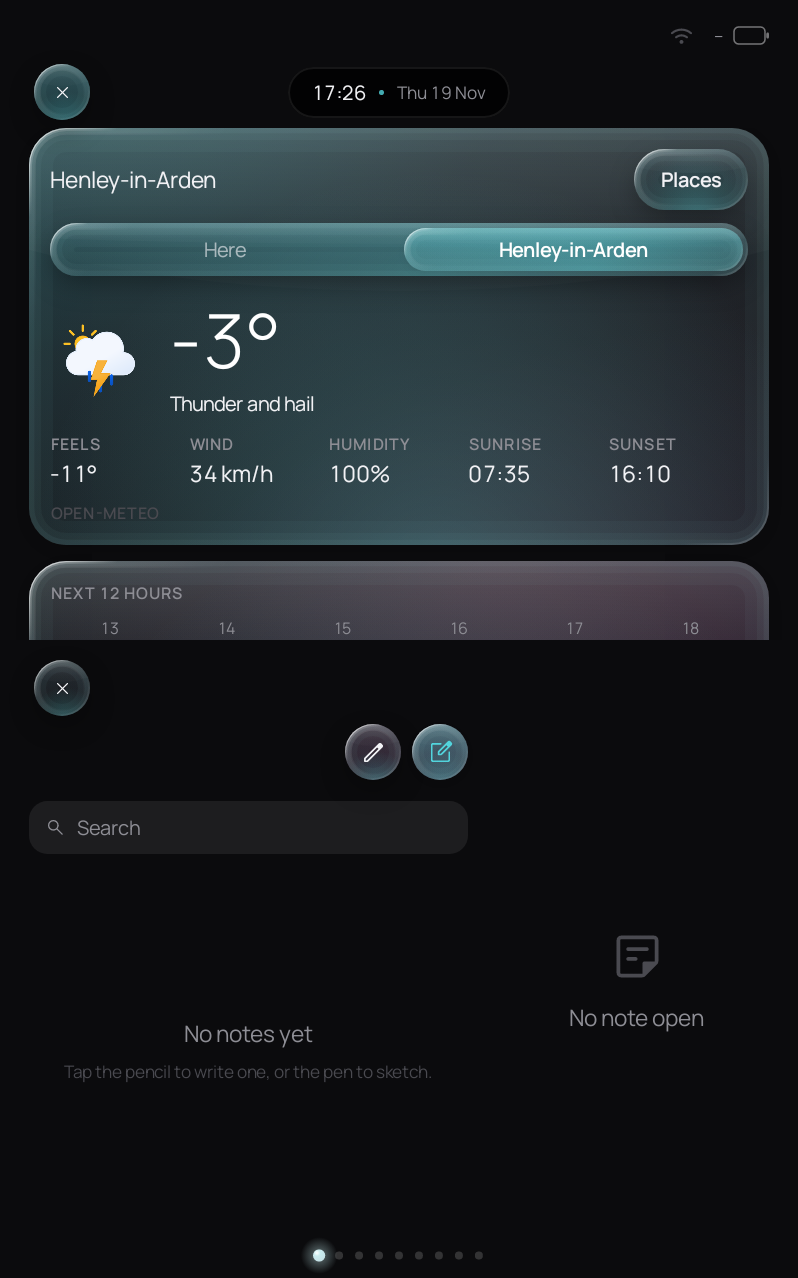 –
17:26 • Thu 19 Nov
Henley-in-Arden
Places
Here
Henley-in-Arden
-3°
Thunder and hail
FEELS WIND HUMIDITY SUNRISE SUNSET
-11° 34 km/h 100% 07:35 16:10
OPEN-METEO
NEXT 12 HOURS
13 14 15 16 17 18
Search
No note open
No notes yet
Tap the pencil to write one, or the pen to sketch.